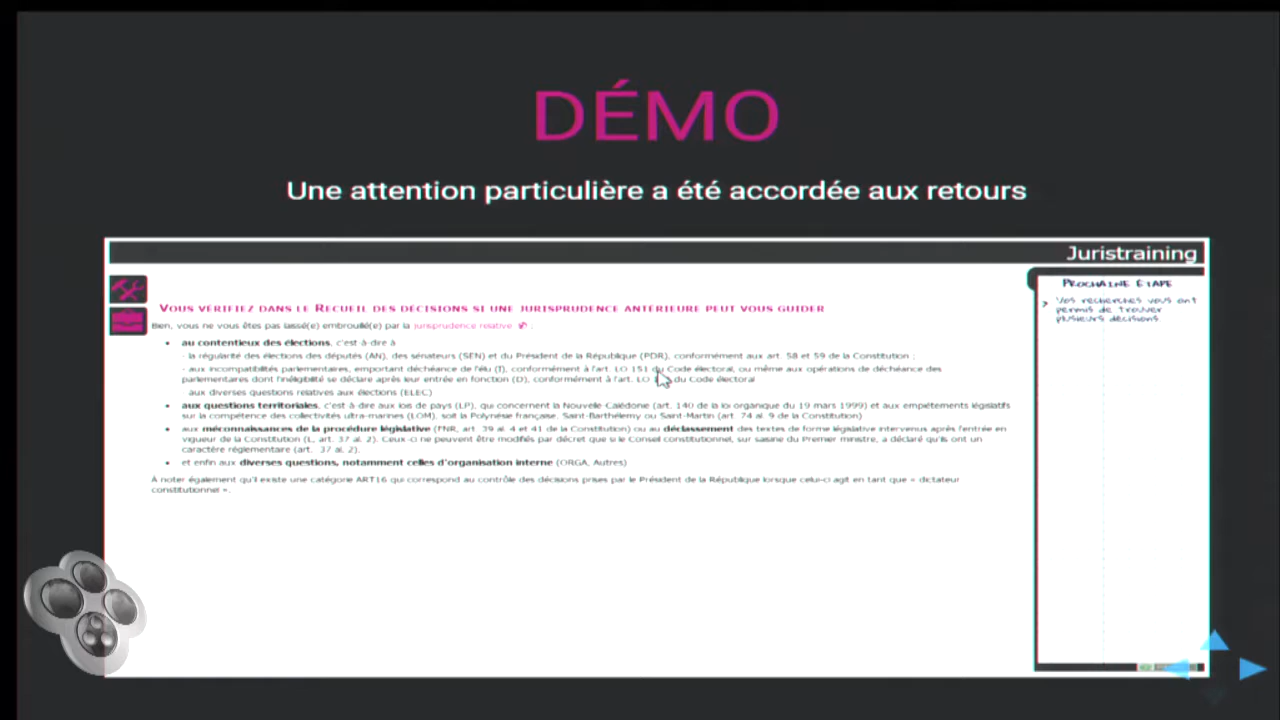 DÉMO
Une attention particulière a été accordée aux retours
Juristraining
VOUS VÉRIFIEZ DANS LE RECUEIL DES DÉCISIONS SI UNE JURISPRUDENCE ANTÉRIEURE PEUT VOUS GUIDER
Bien, vous ne vous êtes pas laissé(e) embrouillé(e) par la jurisprudence relative :
• au contentieux des élections, c'est-à-dire à
- la régularité des élections des députés (AN), des sénateurs (SEN) et du Président de la République (PDR), conformément aux art. 58 et 59 de la Constitution ;
- aux incompatibilités parlementaires, emportant déchéance de l'élu (I), conformément à l'art. LO 151 du Code électoral, ou même aux opérations de déchéance des
parlementaires dont l'inéligibilité se déclare après leur entrée en fonction (D), conformément à l'art. LO du Code électoral
aux diverses questions relatives aux élections (ELEC)
• aux questions territoriales, c'est-à-dire aux lois de pays (LP), qui concernent la Nouvelle-Calédonie (art. 140 de la loi organique du 19 mars 1999) et aux empiétements législatifs
sur la compétence des collectivités ultra-marines (LOM), soit la Polynésie française, Saint-Barthélemy ou Saint-Martin (art. 74 al. 9 de la Constitution)
• aux méconnaissances de la procédure législative (FNR, art. 39 al. 4 et 41 de la Constitution) ou au déclassement des textes de forme législative intervenus après l'entrée en
vigueur de la Constitution (L, art. 37 al. 2). Ceux-ci ne peuvent être modifiés par décret que si le Conseil constitutionnel, sur saisine du Premier ministre, a déclaré qu'ils ont un
caractère réglementaire (art. 37 al. 2).
• et enfin aux diverses questions, notamment celles d'organisation interne (ORGA, Autres)
À noter également qu'il existe une catégorie ART16 qui correspond au contrôle des décisions prises par le Président de la République lorsque celui-ci agit en tant que « dictateur
constitutionnel ».
PROCHAINE ETAPE
> Vos recherches vous ont
permis de trouver
plusieurs décisions